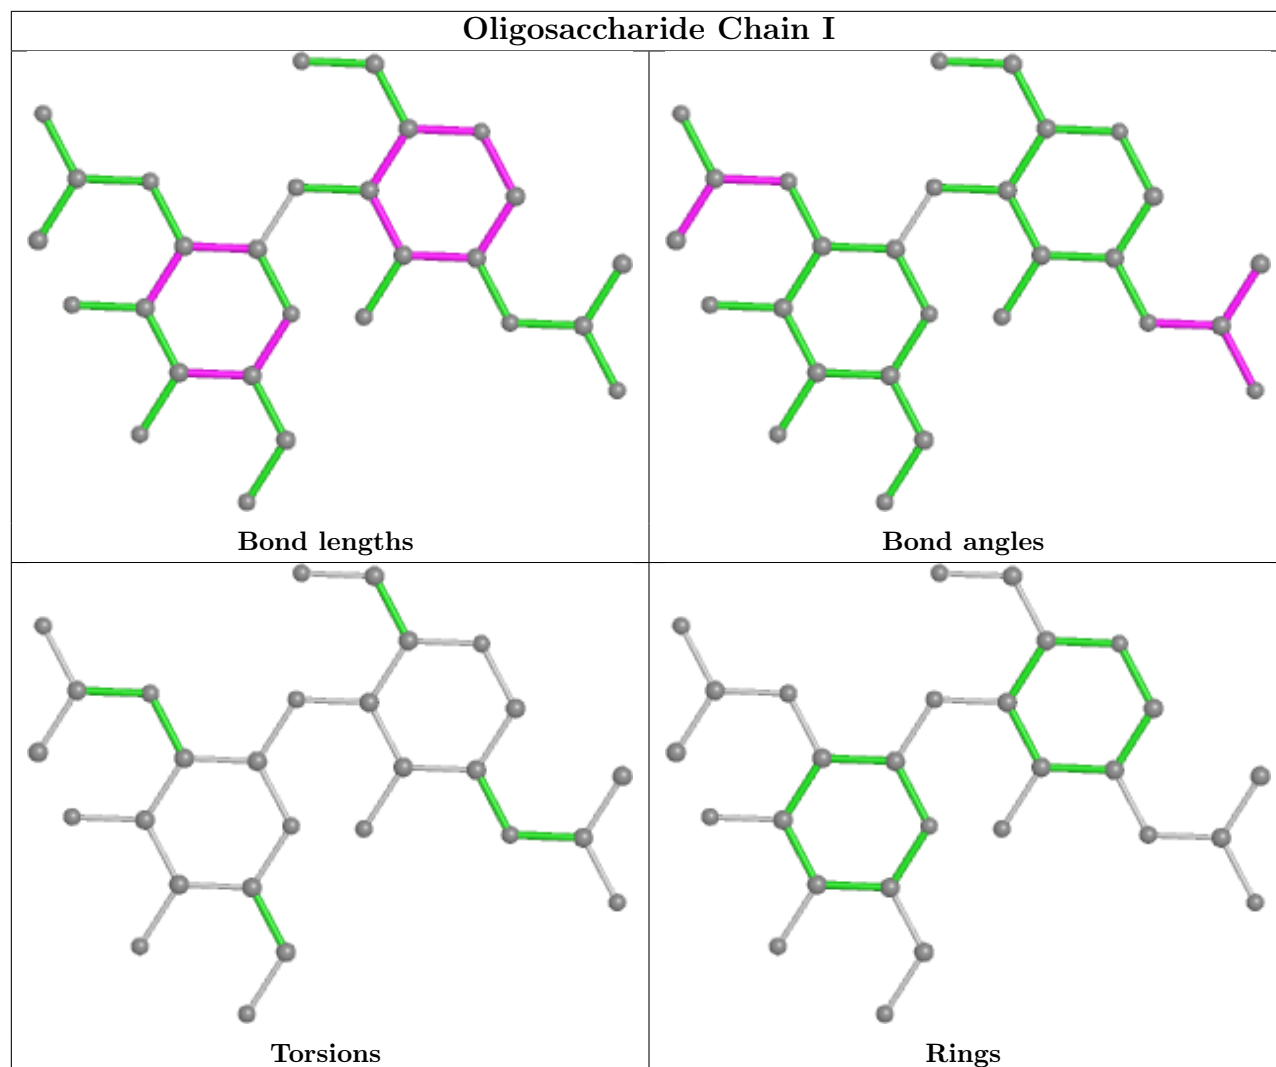 Oligosaccharide Chain I
Bond lengths
Bond angles
Torsions
Rings